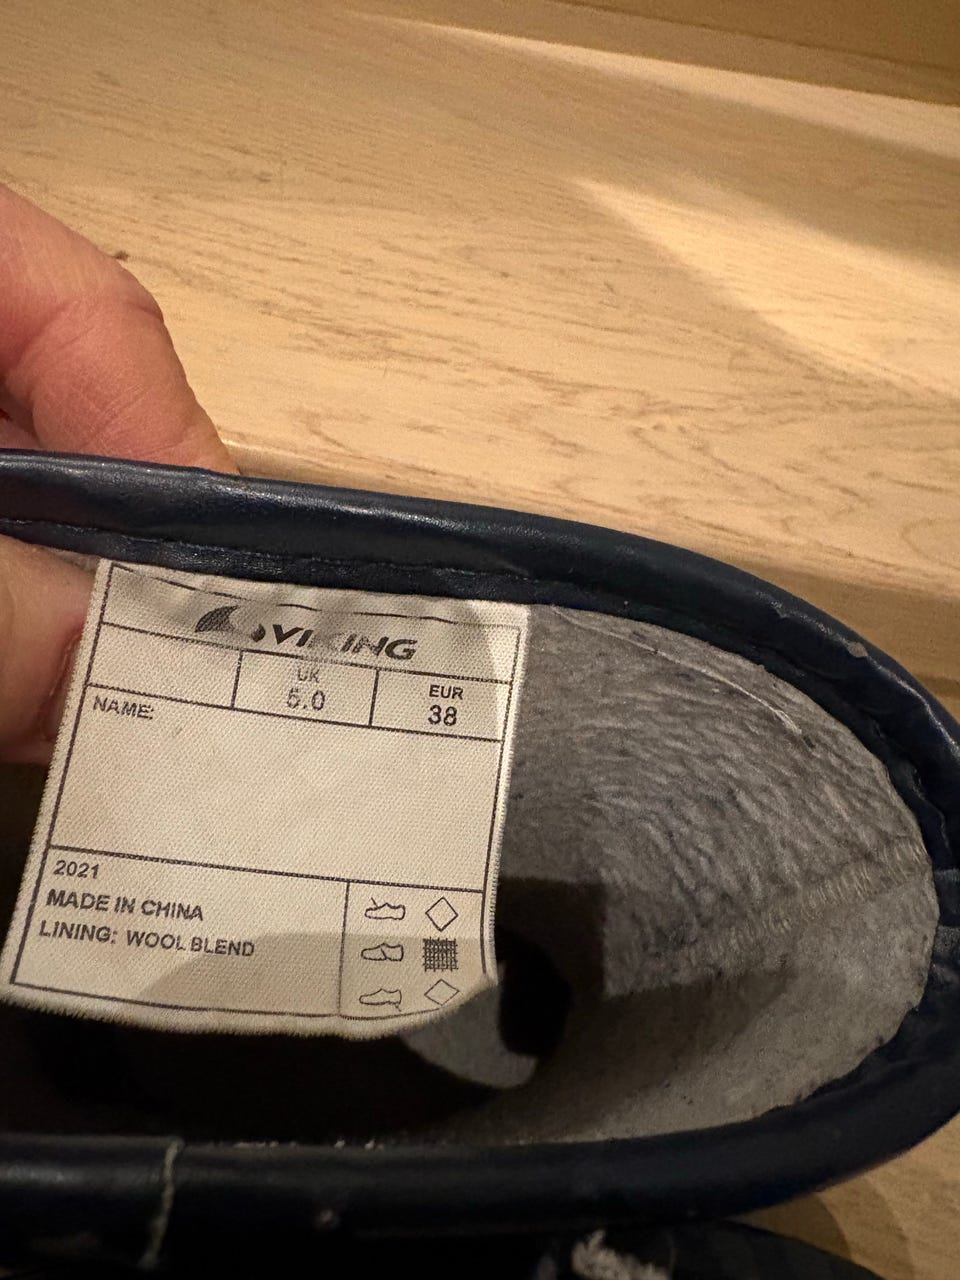 VIKING
UK
5.0
EUR
38
NAME:
2021
MADE IN CHINA
LINING: WOOL BLEND